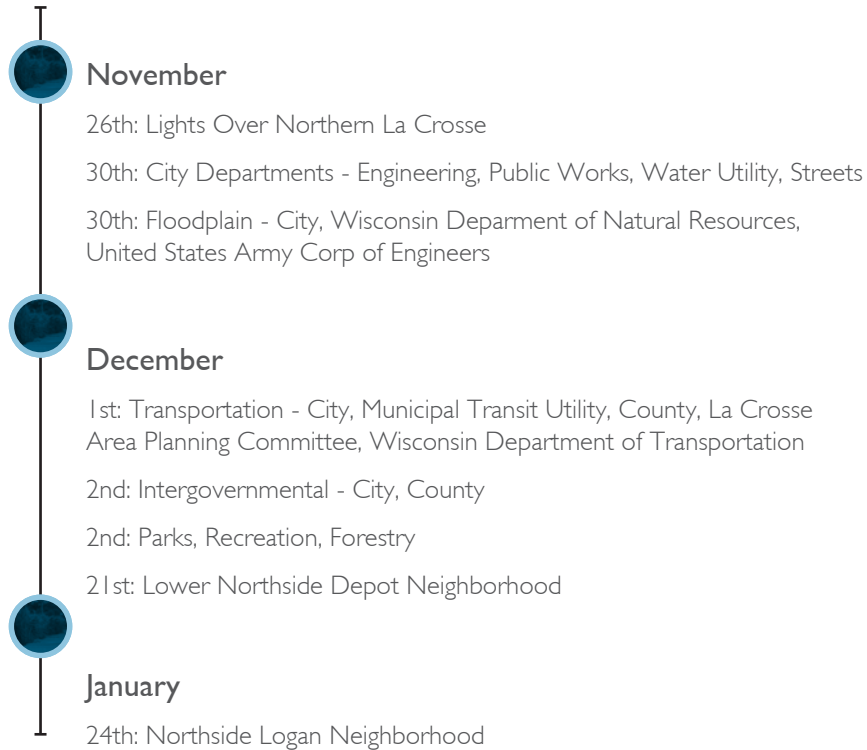 November
26th: Lights Over Northern La Crosse
30th: City Departments - Engineering, Public Works, Water Utility, Streets
30th: Floodplain - City, Wisconsin Deparment of Natural Resources,
United States Army Corp of Engineers
December
1st: Transportation - City, Municipal Transit Utility, County, La Crosse
Area Planning Committee, Wisconsin Department of Transportation
2nd: Intergovernmental - City, County
2nd: Parks, Recreation, Forestry
21st: Lower Northside Depot Neighborhood
January
24th: Northside Logan Neighborhood